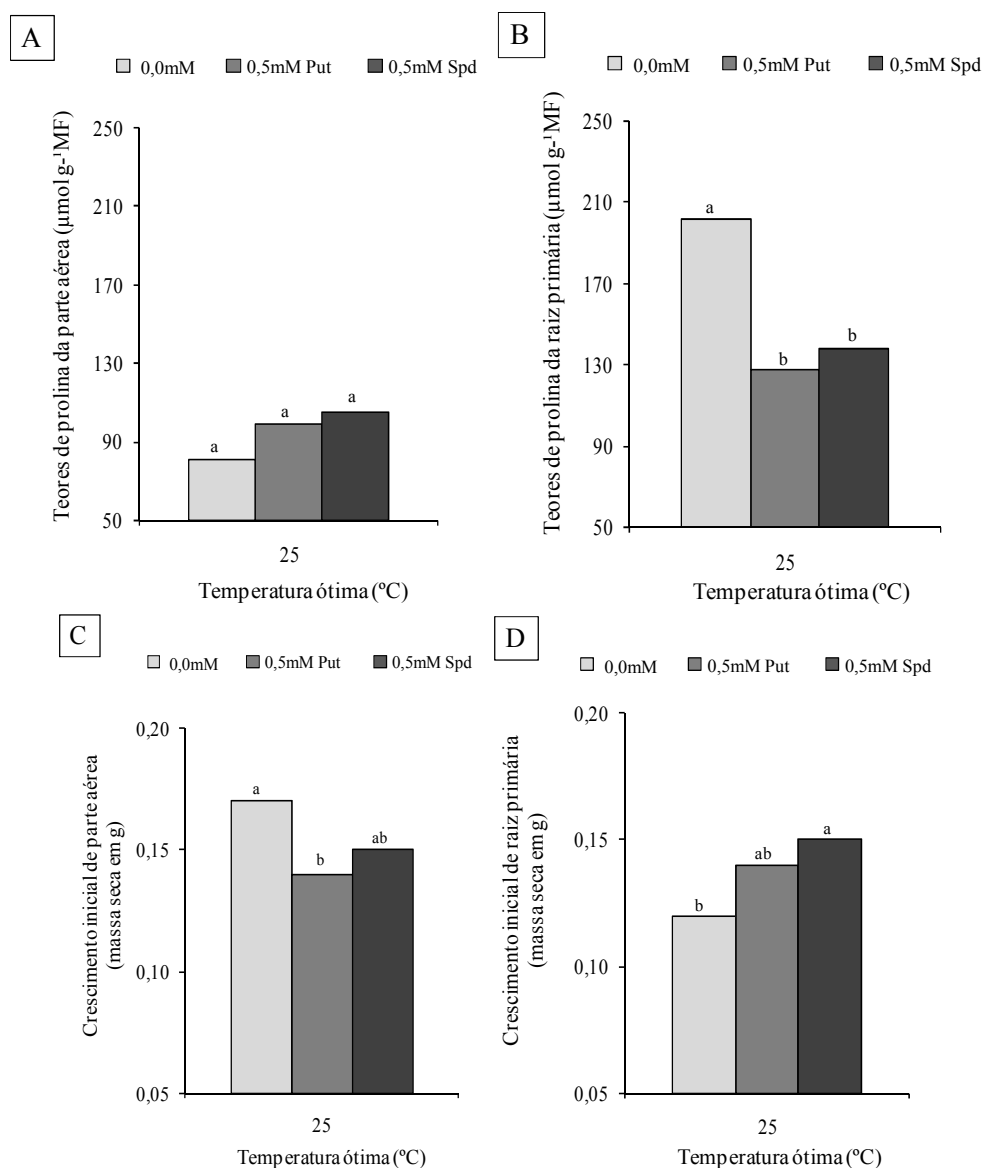 A
0,0mM 0,5mM Put 0,5mM Spd
Teores de prolina da parte aérea (µmol g-¹MF)
250
210
170
130
90
50
a
a
a
25
Temperatura ótima (ºC)
B
0,0mM 0,5mM Put 0,5mM Spd
Teores de prolina da raiz primária (µmol g-¹MF)
250
210
170
130
90
50
a
b
b
25
Temperatura ótima (ºC)
C
0,0mM 0,5mM Put 0,5mM Spd
Crescimento inicial de parte aérea
(massa seca em g)
0,20
0,15
0,10
0,05
a
b
ab
25
Temperatura ótima (ºC)
D
0,0mM 0,5mM Put 0,5mM Spd
Crescimento inicial de raiz primária
(massa seca em g)
0,20
0,15
0,10
0,05
b
ab
a
25
Temperatura ótima (ºC)